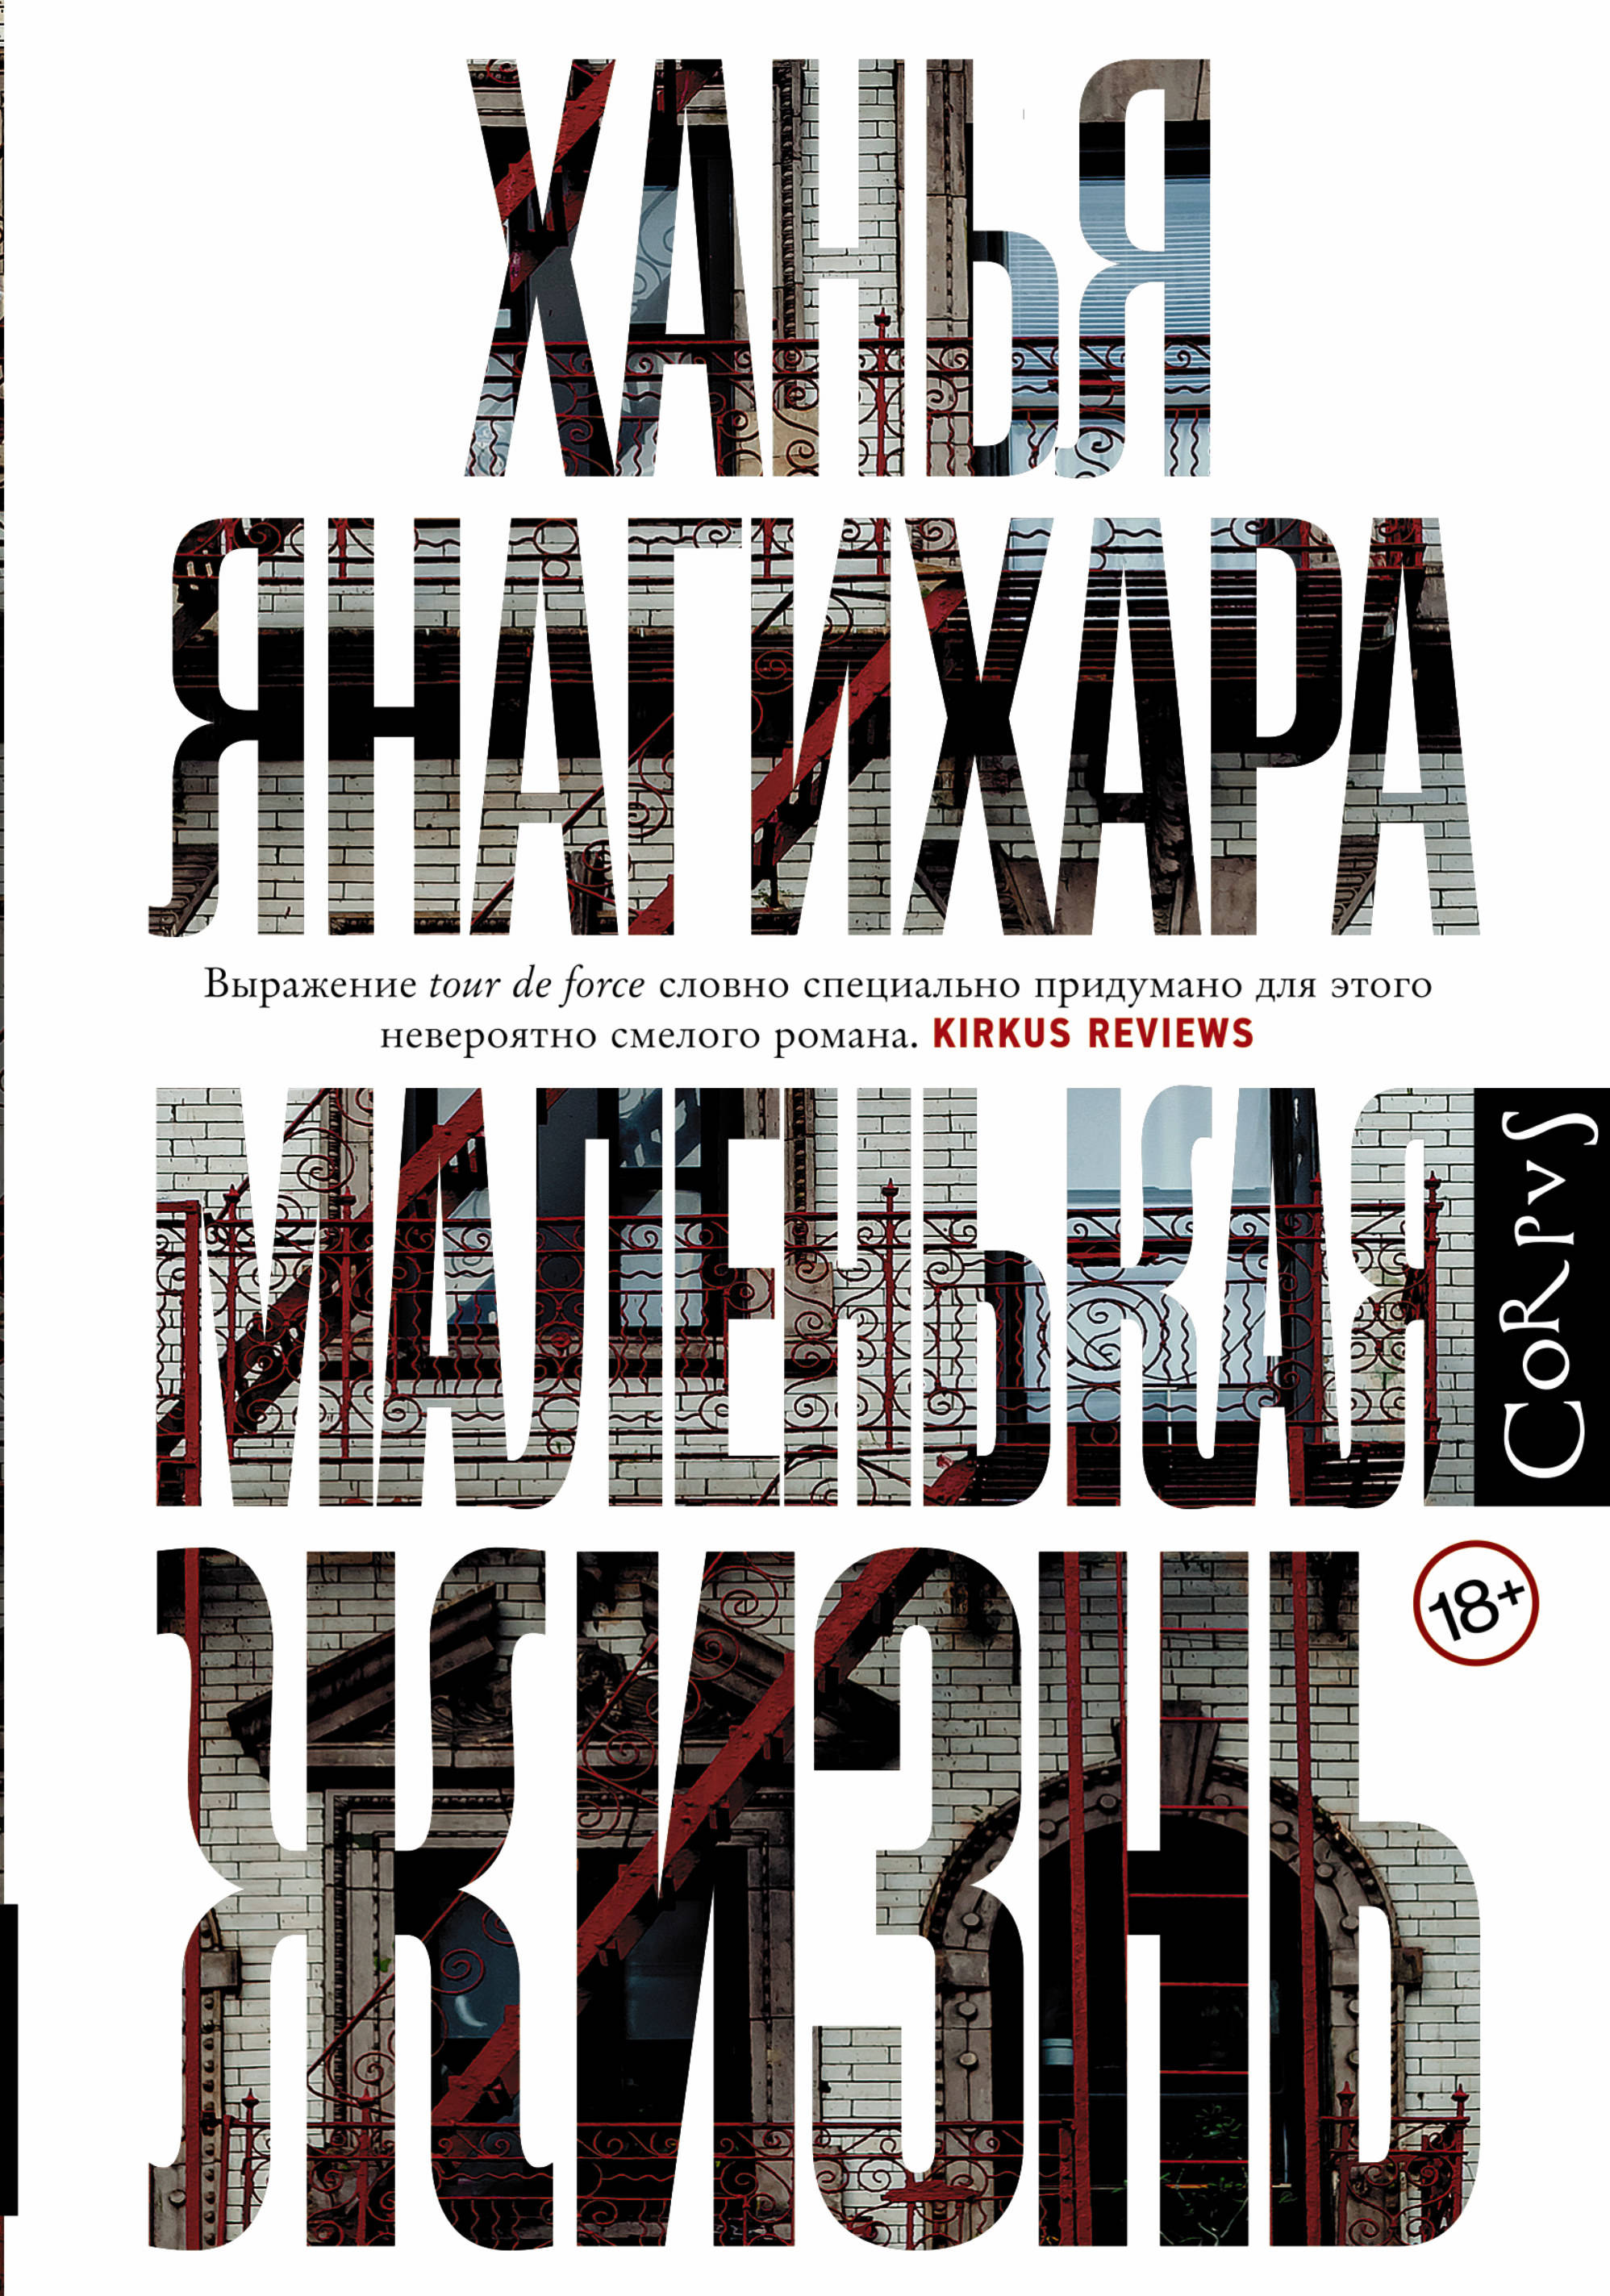 ХАНЬЯ
ЯНАГИХАРА
Выражение tour de force словно специально придумано для этого
невероятно смелого романа. KIRKUS REVIEWS
МАЛЕНЬКАЯ
CORPVS
ЖИЗНЬ
18+